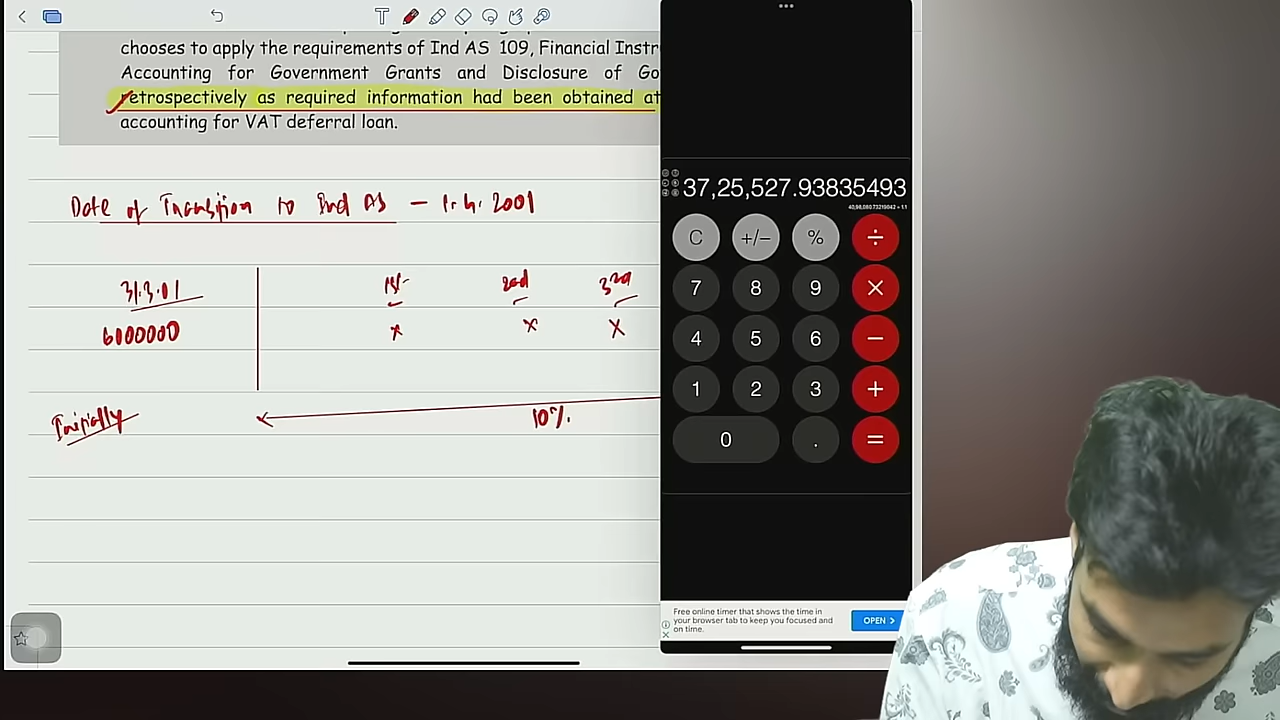 chooses to apply the requirements of Ind AS 109, Financial Instr
Accounting for Government Grants and Disclosure of Go
retrospectively as required information had been obtained at
accounting for VAT deferral loan.
Date of Transition to Ind AS - 1.4.2001
31.3.01
1st 2nd 3rd
6000000
x x x
Initially
10%.
37,25,527.93835493
C +/− % ÷
7 8 9 ×
4 5 6 −
1 2 3 +
0 . =
Free online timer that shows the time in
your browser tab to keep you focused and
on time.
OPEN >